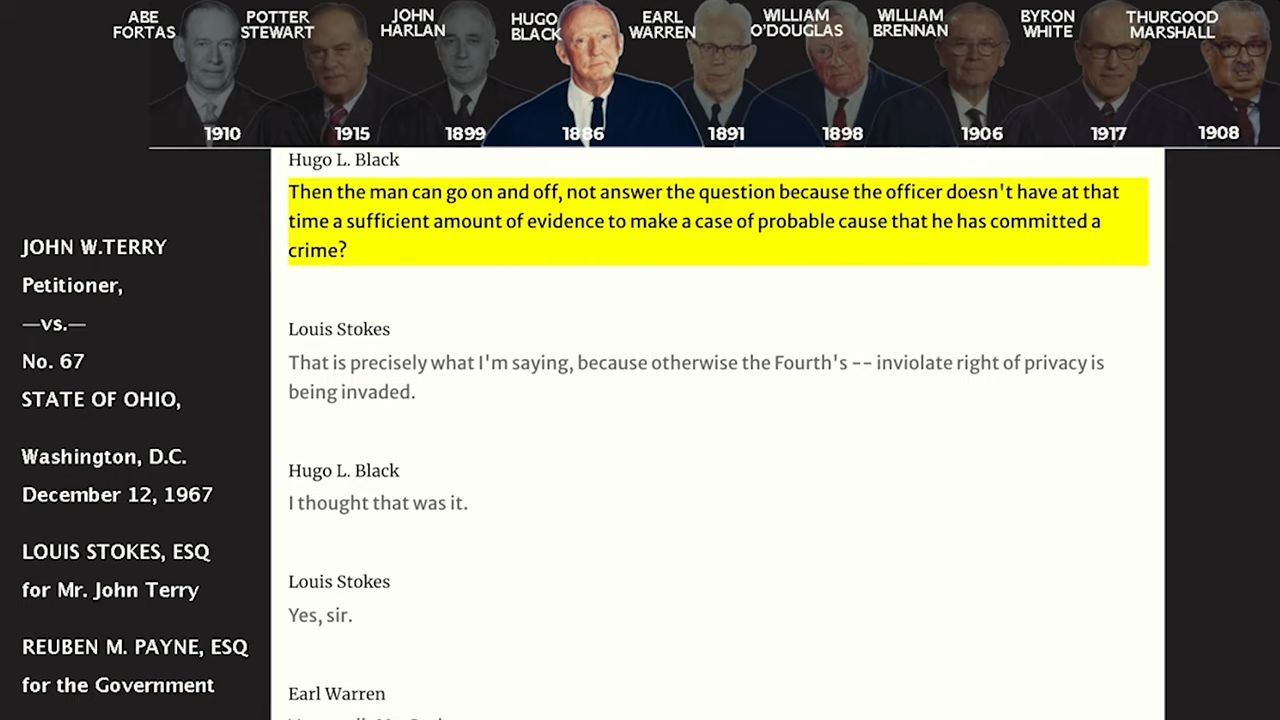 ABE
FORTAS
POTTER
STEWART
JOHN
HARLAN
HUGO
BLACK
EARL
WARREN
WILLIAM
O'DOUGLAS
WILLIAM
BRENNAN
BYRON
WHITE
THURGOOD
MARSHALL
1910
1915
1899
1886
1891
1898
1906
1917
1908
JOHN W.TERRY
Petitioner,
—vs.—
No. 67
STATE OF OHIO,
Washington, D.C.
December 12, 1967
LOUIS STOKES, ESQ
for Mr. John Terry
REUBEN M. PAYNE, ESQ
for the Government
Hugo L. Black
Then the man can go on and off, not answer the question because the officer doesn't have at that
time a sufficient amount of evidence to make a case of probable cause that he has committed a
crime?
Louis Stokes
That is precisely what I'm saying, because otherwise the Fourth's -- inviolate right of privacy is
being invaded.
Hugo L. Black
I thought that was it.
Louis Stokes
Yes, sir.
Earl Warren